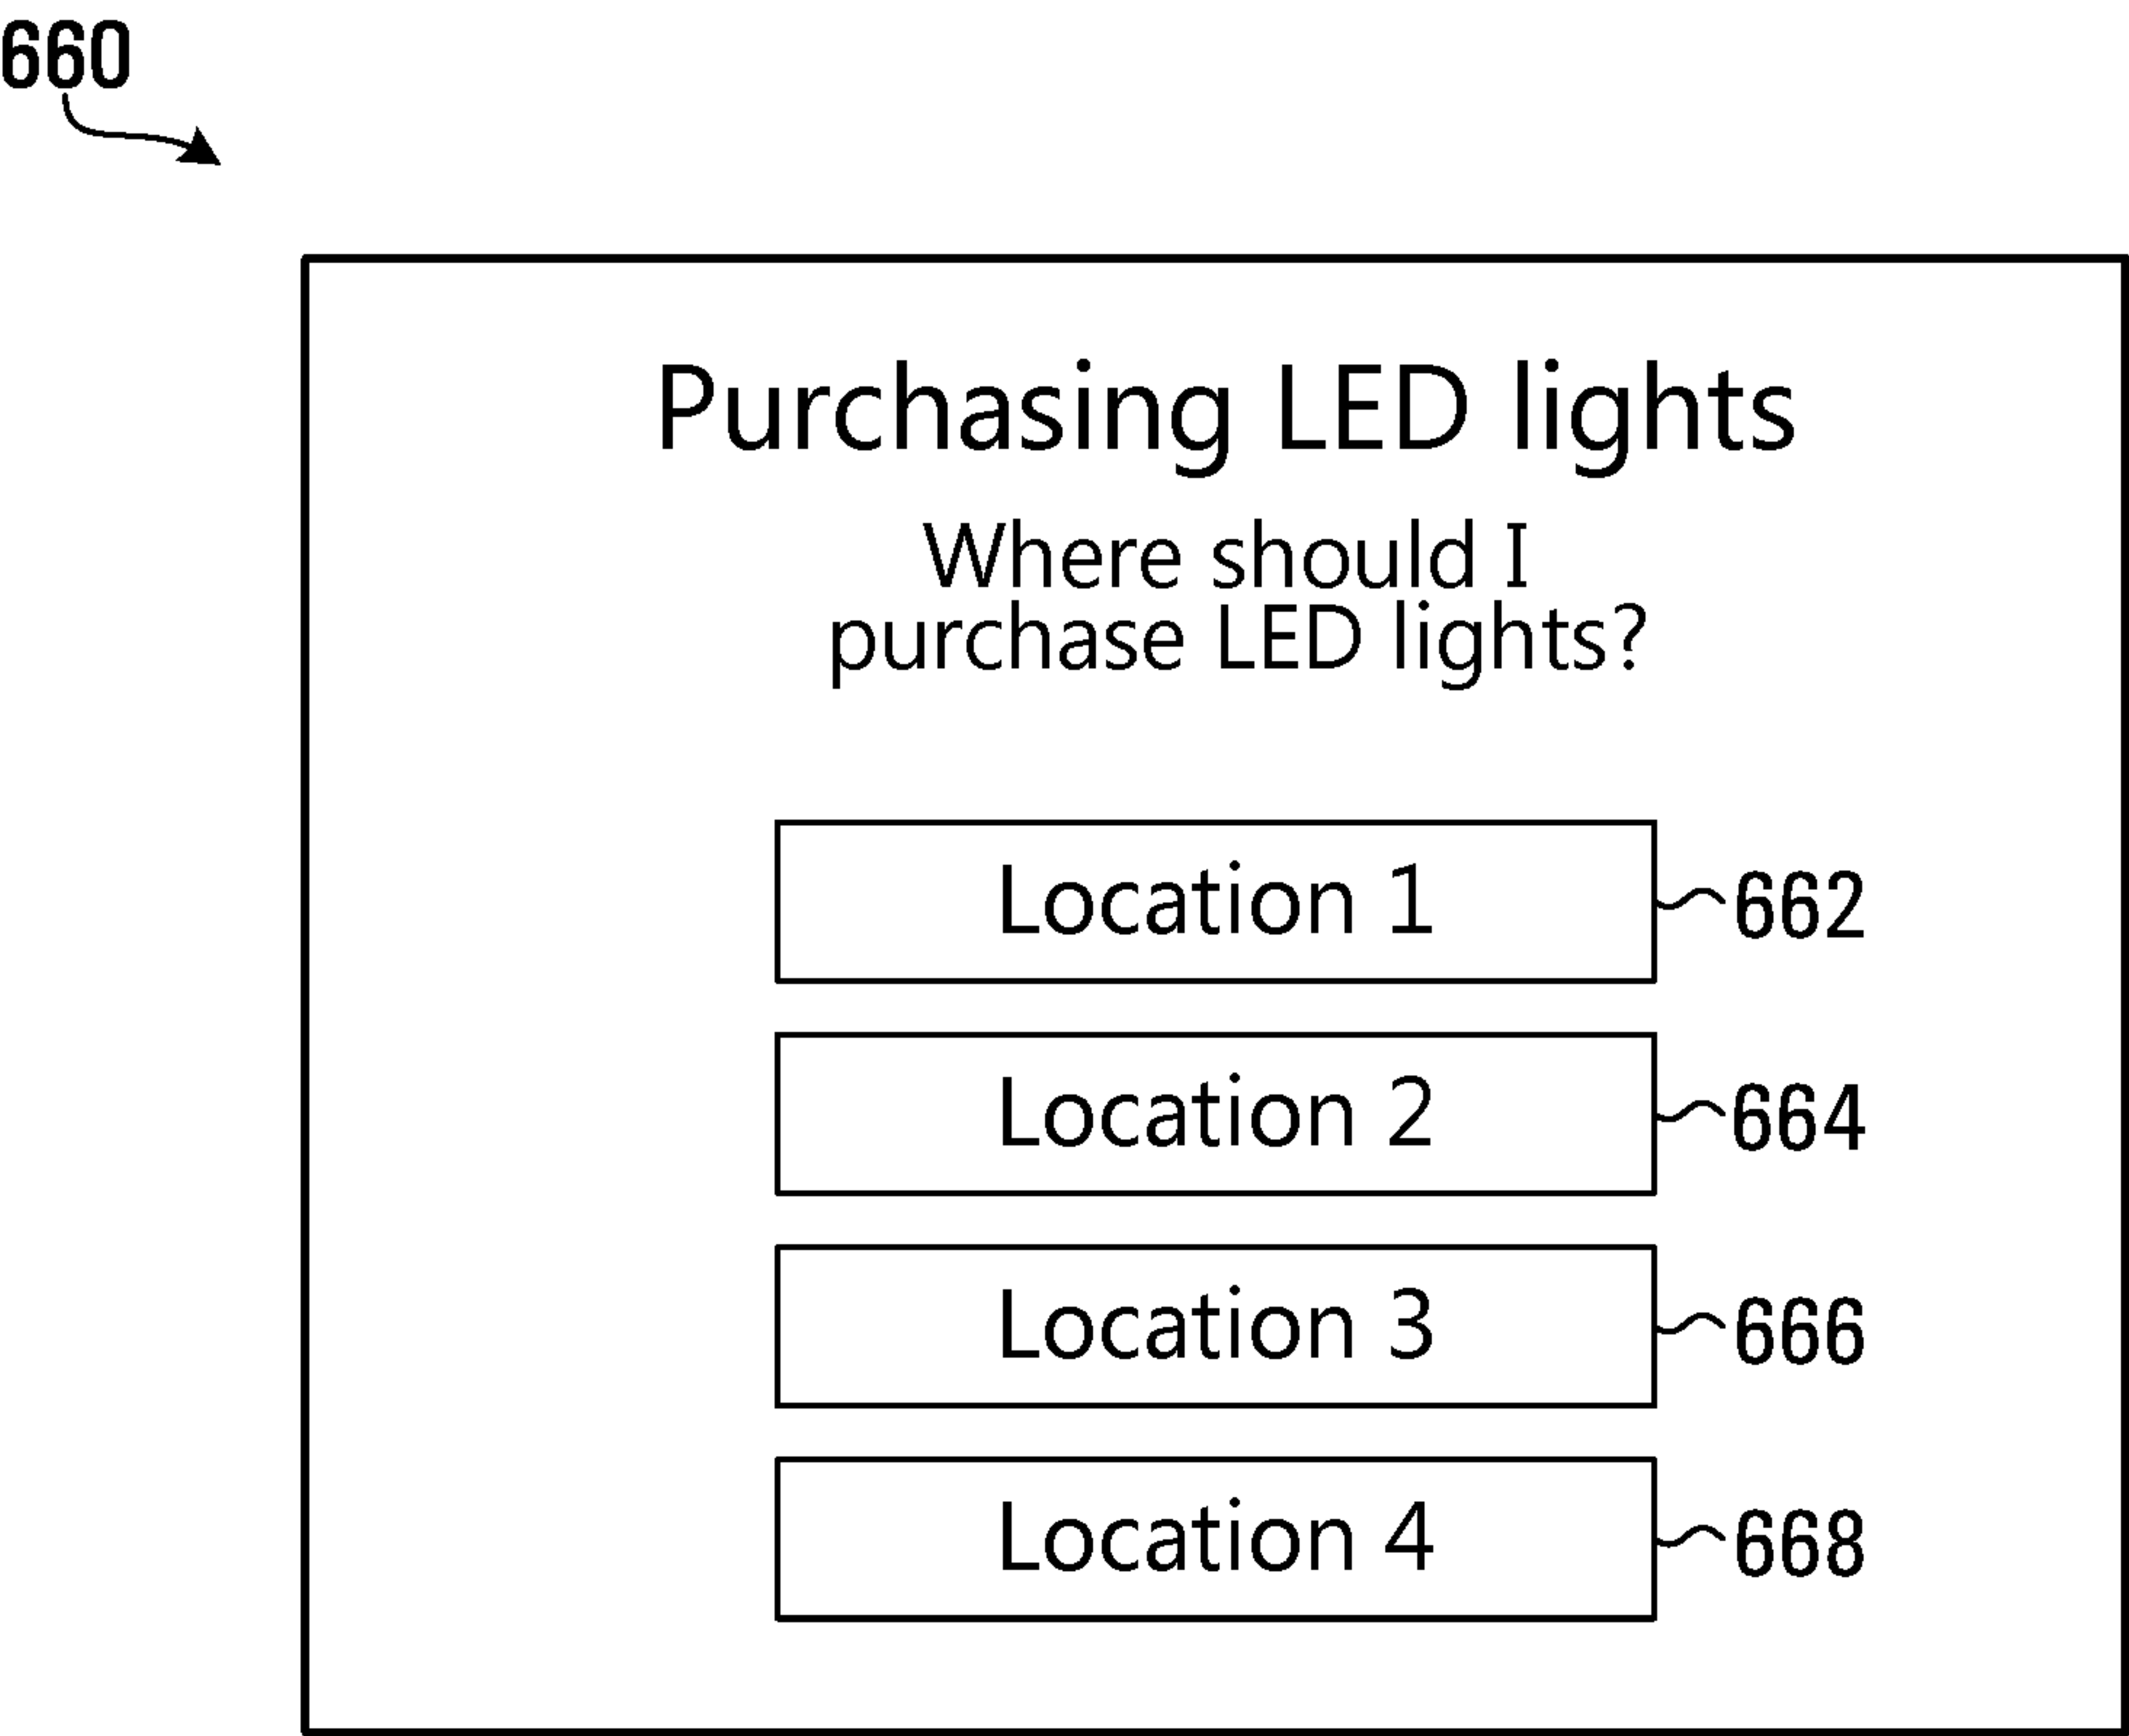 660
Purchasing LED lights
Where should I
purchase LED lights?
Location 1
662
Location 2
664
Location 3
666
Location 4
668